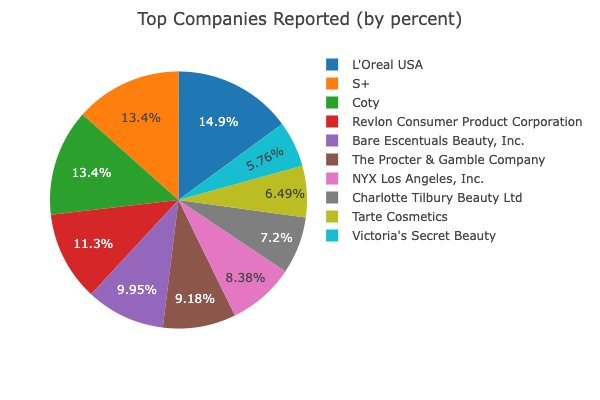 Top Companies Reported (by percent)
L'Oreal USA
S+
Coty
Revlon Consumer Product Corporation
Bare Escentuals Beauty, Inc.
The Procter & Gamble Company
NYX Los Angeles, Inc.
Charlotte Tilbury Beauty Ltd
Tarte Cosmetics
Victoria's Secret Beauty
14.9%
13.4%
13.4%
11.3%
9.95%
9.18%
8.38%
7.2%
6.49%
5.76%